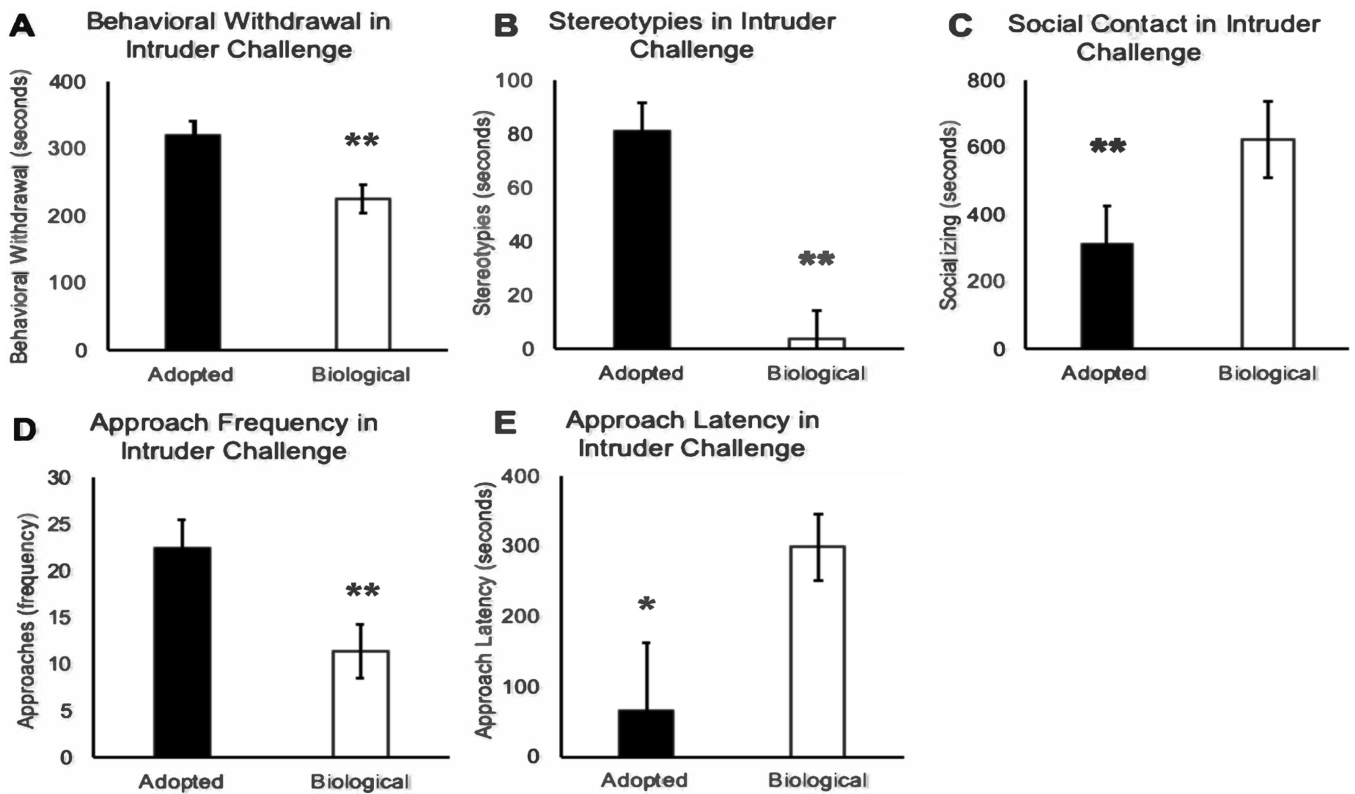 A
Behavioral Withdrawal in
Intruder Challenge
Behavioral Withdrawal (seconds)
400
300
200
100
0
**
Adopted
Biological
B
Stereotypies in Intruder
Challenge
Stereotypies (seconds)
100
80
60
40
20
0
**
Adopted
Biological
C
Social Contact in Intruder
Challenge
Socializing (seconds)
800
600
400
200
0
**
Adopted
Biological
D
Approach Frequency in
Intruder Challenge
Approaches (frequency)
30
25
20
15
10
5
0
**
Adopted
Biological
E
Approach Latency in
Intruder Challenge
Approach Latency (seconds)
400
300
200
100
0
*
Adopted
Biological